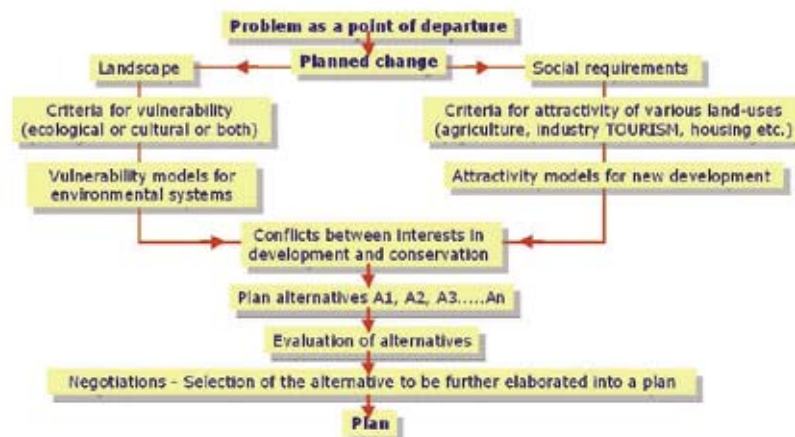 Problem as a point of departure
Planned change
Landscape
Social requirements
Criteria for vulnerability
(ecological or cultural or both)
Criteria for attractivity of various land-uses
(agriculture, industry TOURISM, housing etc.)
Vulnerability models for
environmental systems
Attractivity models for new development
Conflicts between interests in
development and conservation
Plan alternatives A1, A2, A3.....An
Evaluation of alternatives
Negotiations - Selection of the alternative to be further elaborated into a plan
Plan